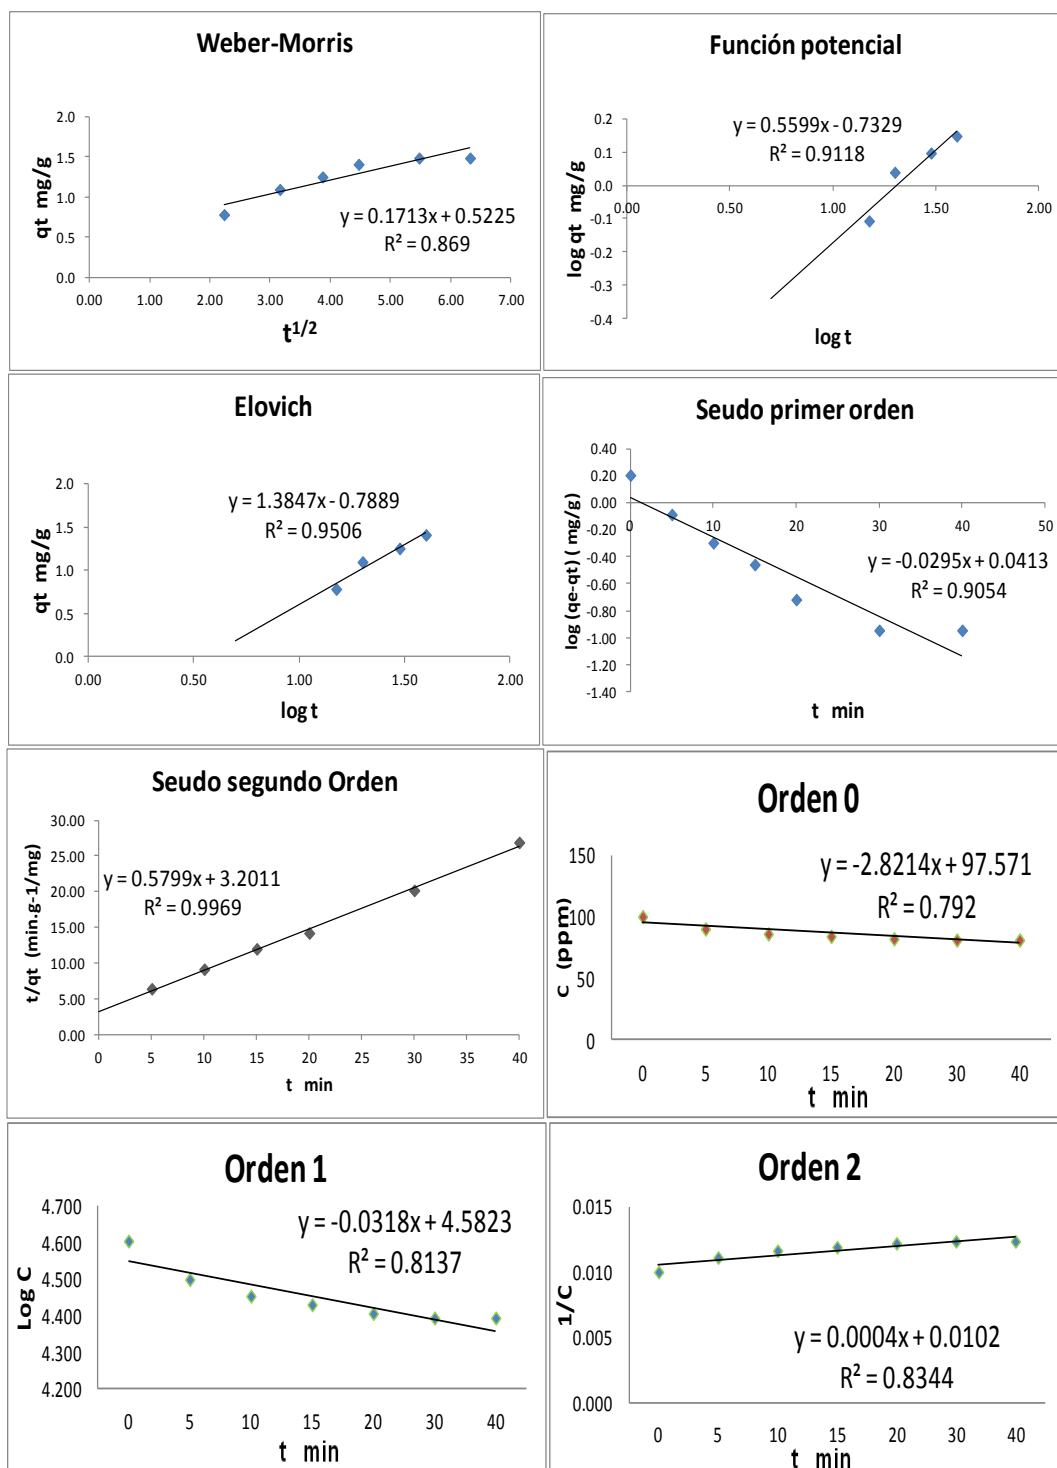 Weber-Morris
2.0
1.5
1.0
0.5
0.0
0.00 1.00 2.00 3.00 4.00 5.00 6.00 7.00
qt mg/g
t1/2
y = 0.1713x + 0.5225
R² = 0.869
Función potencial
0.2
0.1
0.0
-0.1
-0.2
-0.3
-0.4
0.00 0.50 1.00 1.50 2.00
log qt mg/g
log t
y = 0.5599x - 0.7329
R² = 0.9118
Elovich
2.0
1.5
1.0
0.5
0.0
0.00 0.50 1.00 1.50 2.00
qt mg/g
log t
y = 1.3847x - 0.7889
R² = 0.9506
Seudo primer orden
0.40
0.20
0.00
-0.20
-0.40
-0.60
-0.80
-1.00
-1.20
-1.40
0 10 20 30 40 50
log (qe-qt) ( mg/g)
t min
y = -0.0295x + 0.0413
R² = 0.9054
Seudo segundo Orden
30.00
25.00
20.00
15.00
10.00
5.00
0.00
0 5 10 15 20 25 30 35 40
t/qt (min.g-1/mg)
t min
y = 0.5799x + 3.2011
R² = 0.9969
Orden 0
150
100
50
0
0 5 10 15 20 30 40
C (ppm)
t min
y = -2.8214x + 97.571
R² = 0.792
Orden 1
4.700
4.600
4.500
4.400
4.300
4.200
0 5 10 15 20 30 40
Log C
t min
y = -0.0318x + 4.5823
R² = 0.8137
Orden 2
0.015
0.010
0.005
0.000
0 5 10 15 20 30 40
1/C
t min
y = 0.0004x + 0.0102
R² = 0.8344